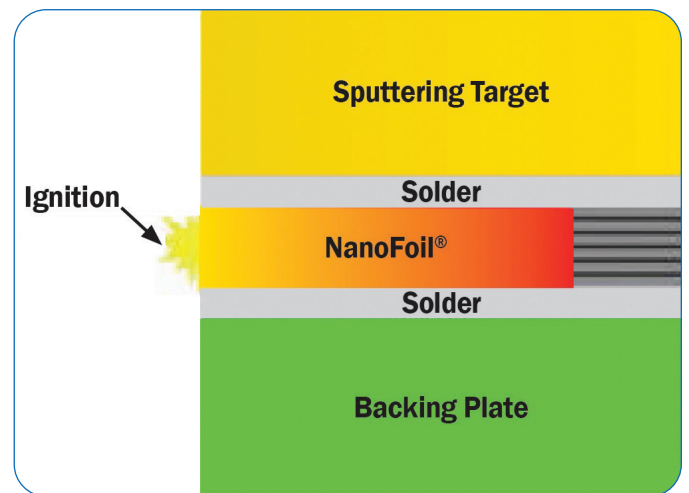 Sputtering Target
Solder
Ignition
NanoFoil®
Solder
Backing Plate